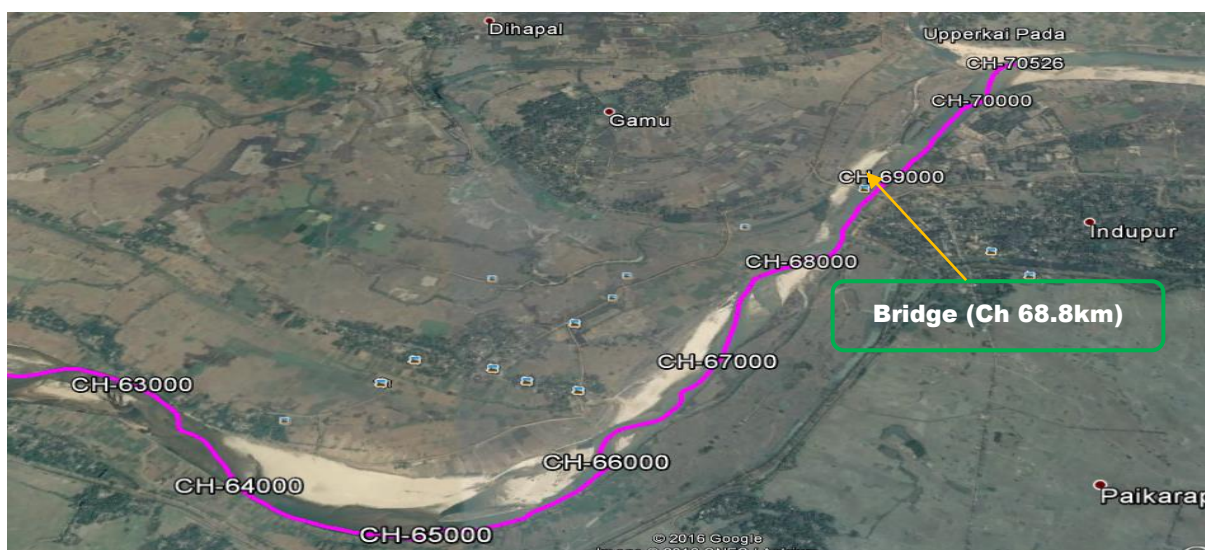 Dihapal
Upperkai Pada
CH-70526
CH-70000
Gamu
CH-69000
Indupur
CH-68000
Bridge (Ch 68.8km)
CH-67000
CH-63000
CH-66000
CH-64000
Paikarap
CH-65000
© 2016 Google